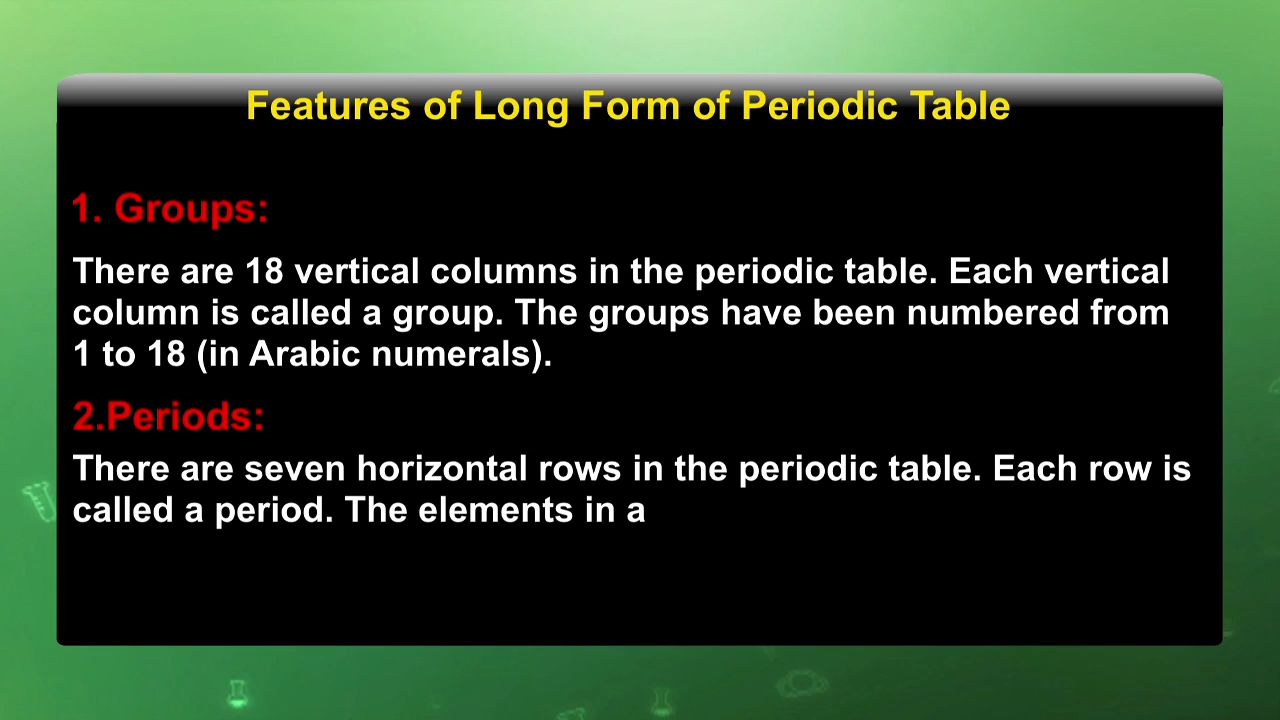 Features of Long Form of Periodic Table
1. Groups:
There are 18 vertical columns in the periodic table. Each vertical
column is called a group. The groups have been numbered from
1 to 18 (in Arabic numerals).
2.Periods:
There are seven horizontal rows in the periodic table. Each row is
called a period. The elements in a